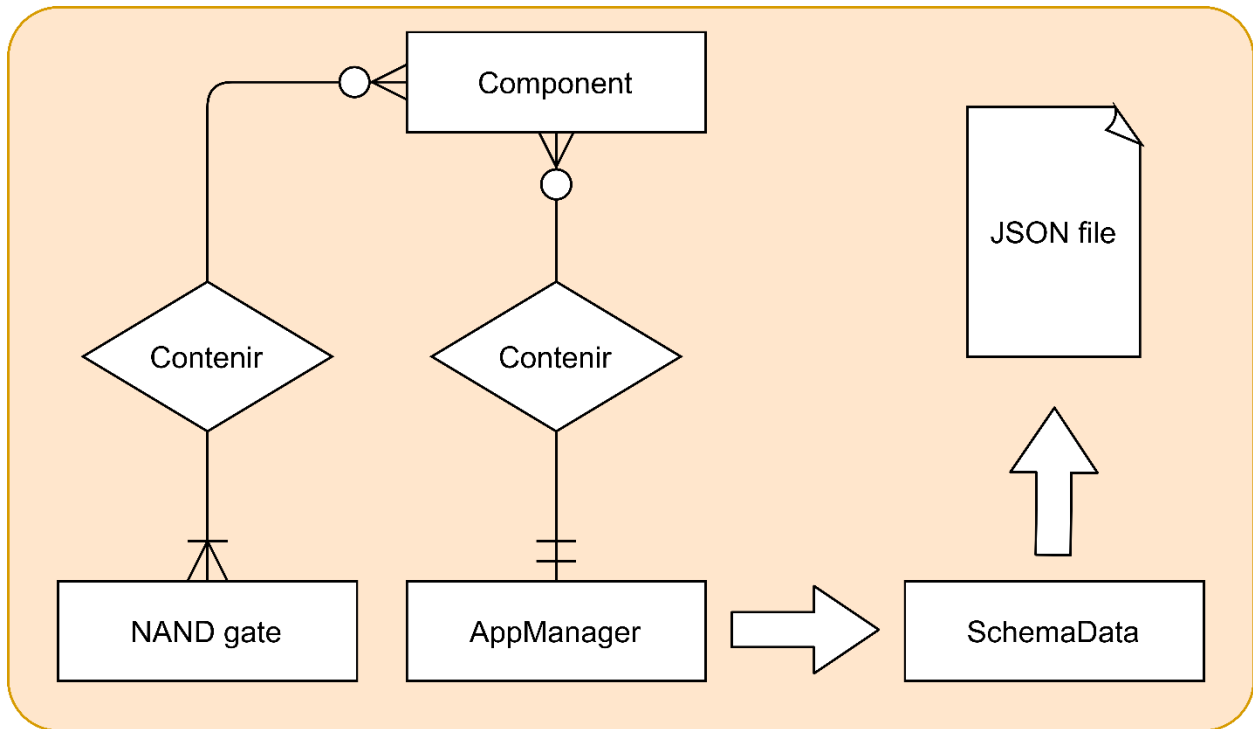 Component
JSON file
Contenir
Contenir
NAND gate
AppManager
SchemaData